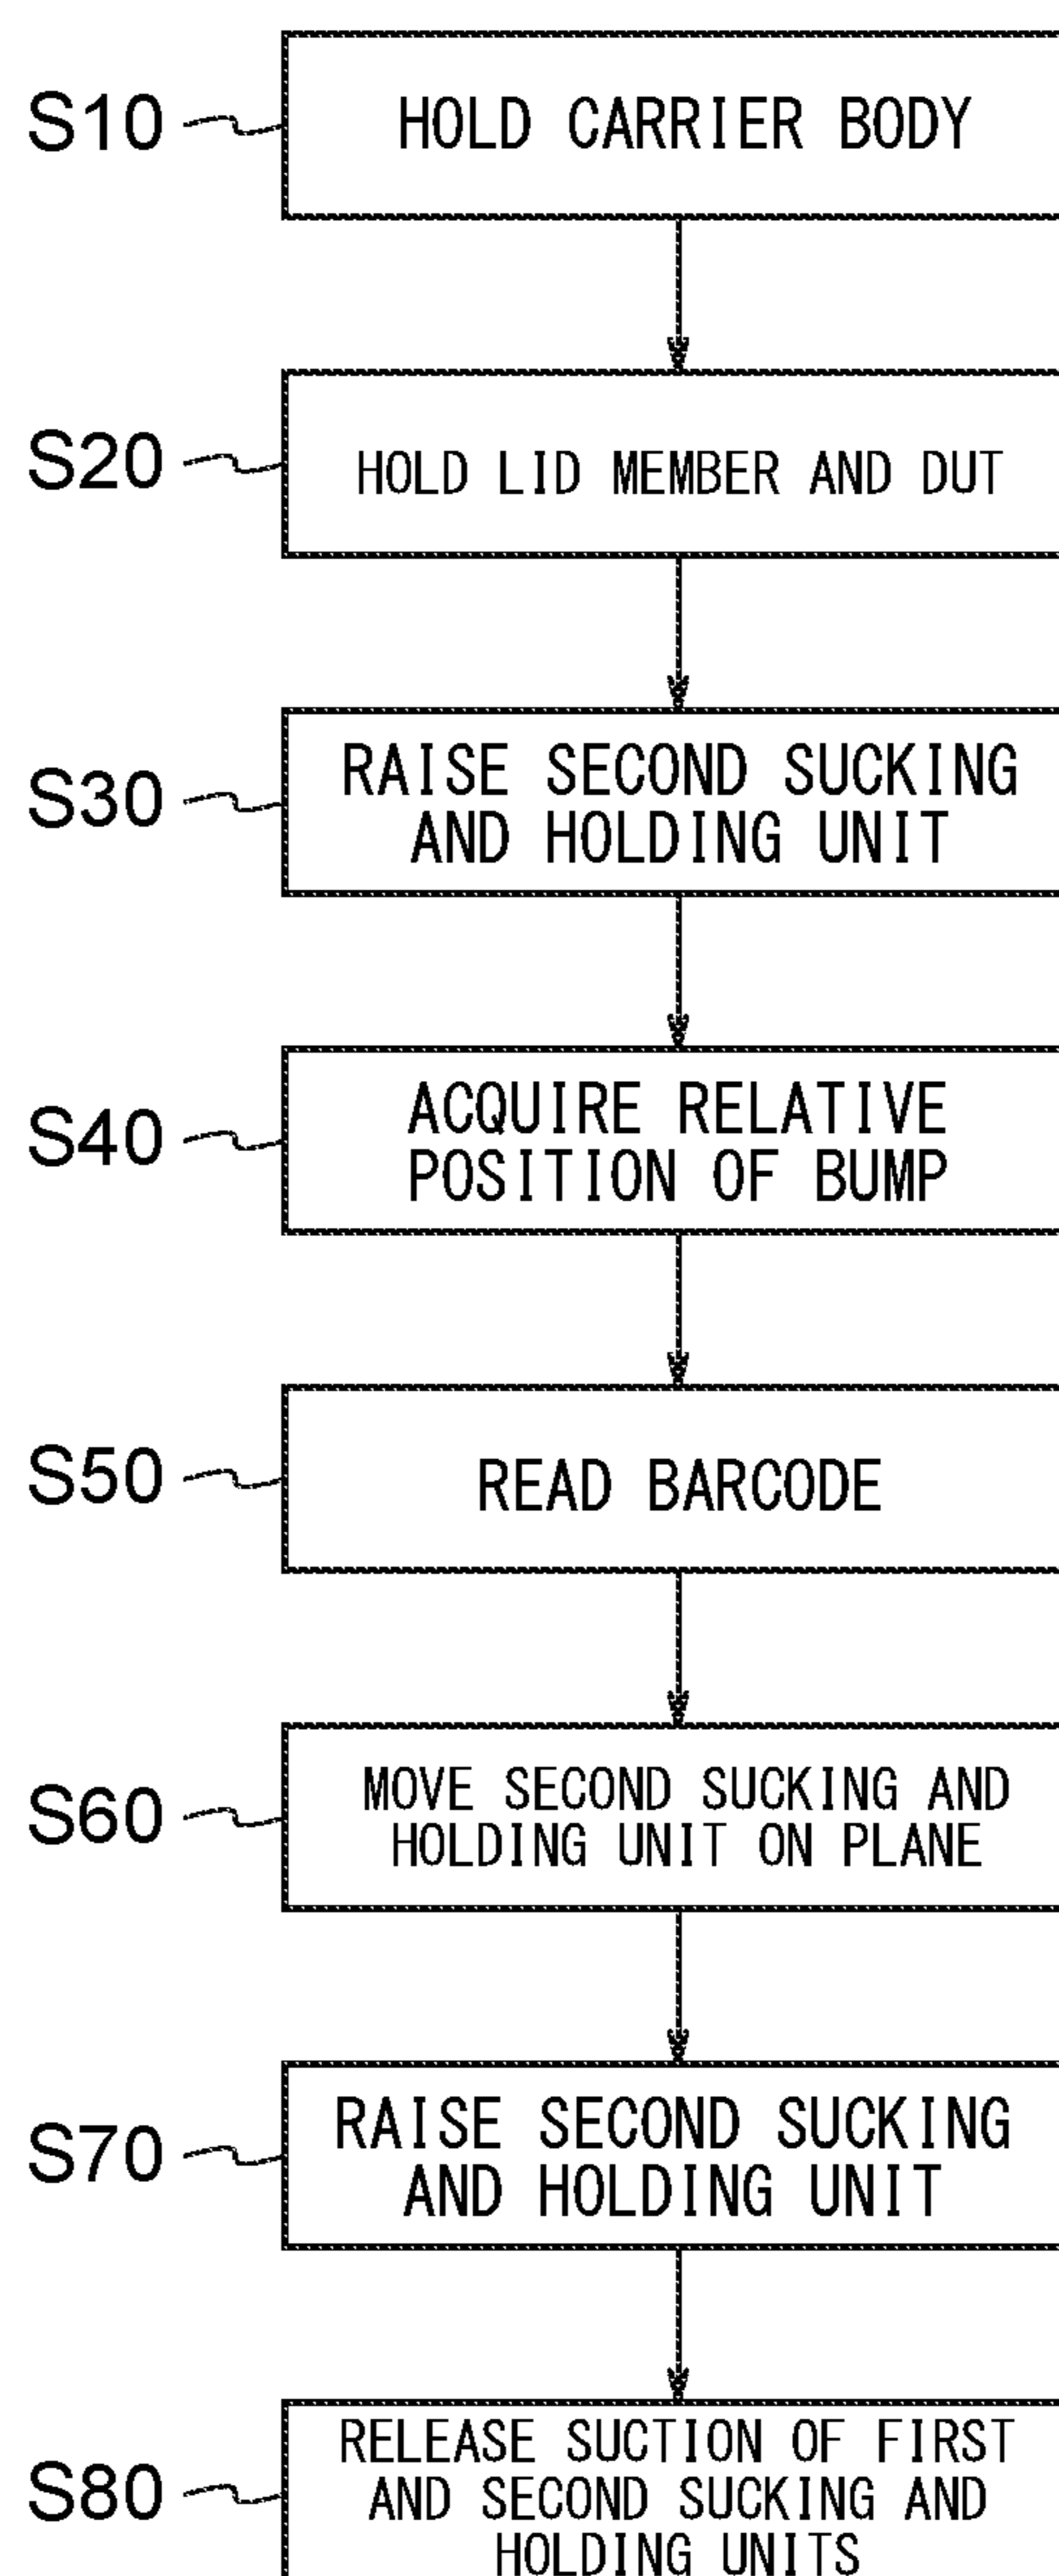 S10
HOLD CARRIER BODY
S20
HOLD LID MEMBER AND DUT
S30
RAISE SECOND SUCKING
AND HOLDING UNIT
S40
ACQUIRE RELATIVE
POSITION OF BUMP
S50
READ BARCODE
S60
MOVE SECOND SUCKING AND
HOLDING UNIT ON PLANE
S70
RAISE SECOND SUCKING
AND HOLDING UNIT
S80
RELEASE SUCTION OF FIRST
AND SECOND SUCKING AND
HOLDING UNITS